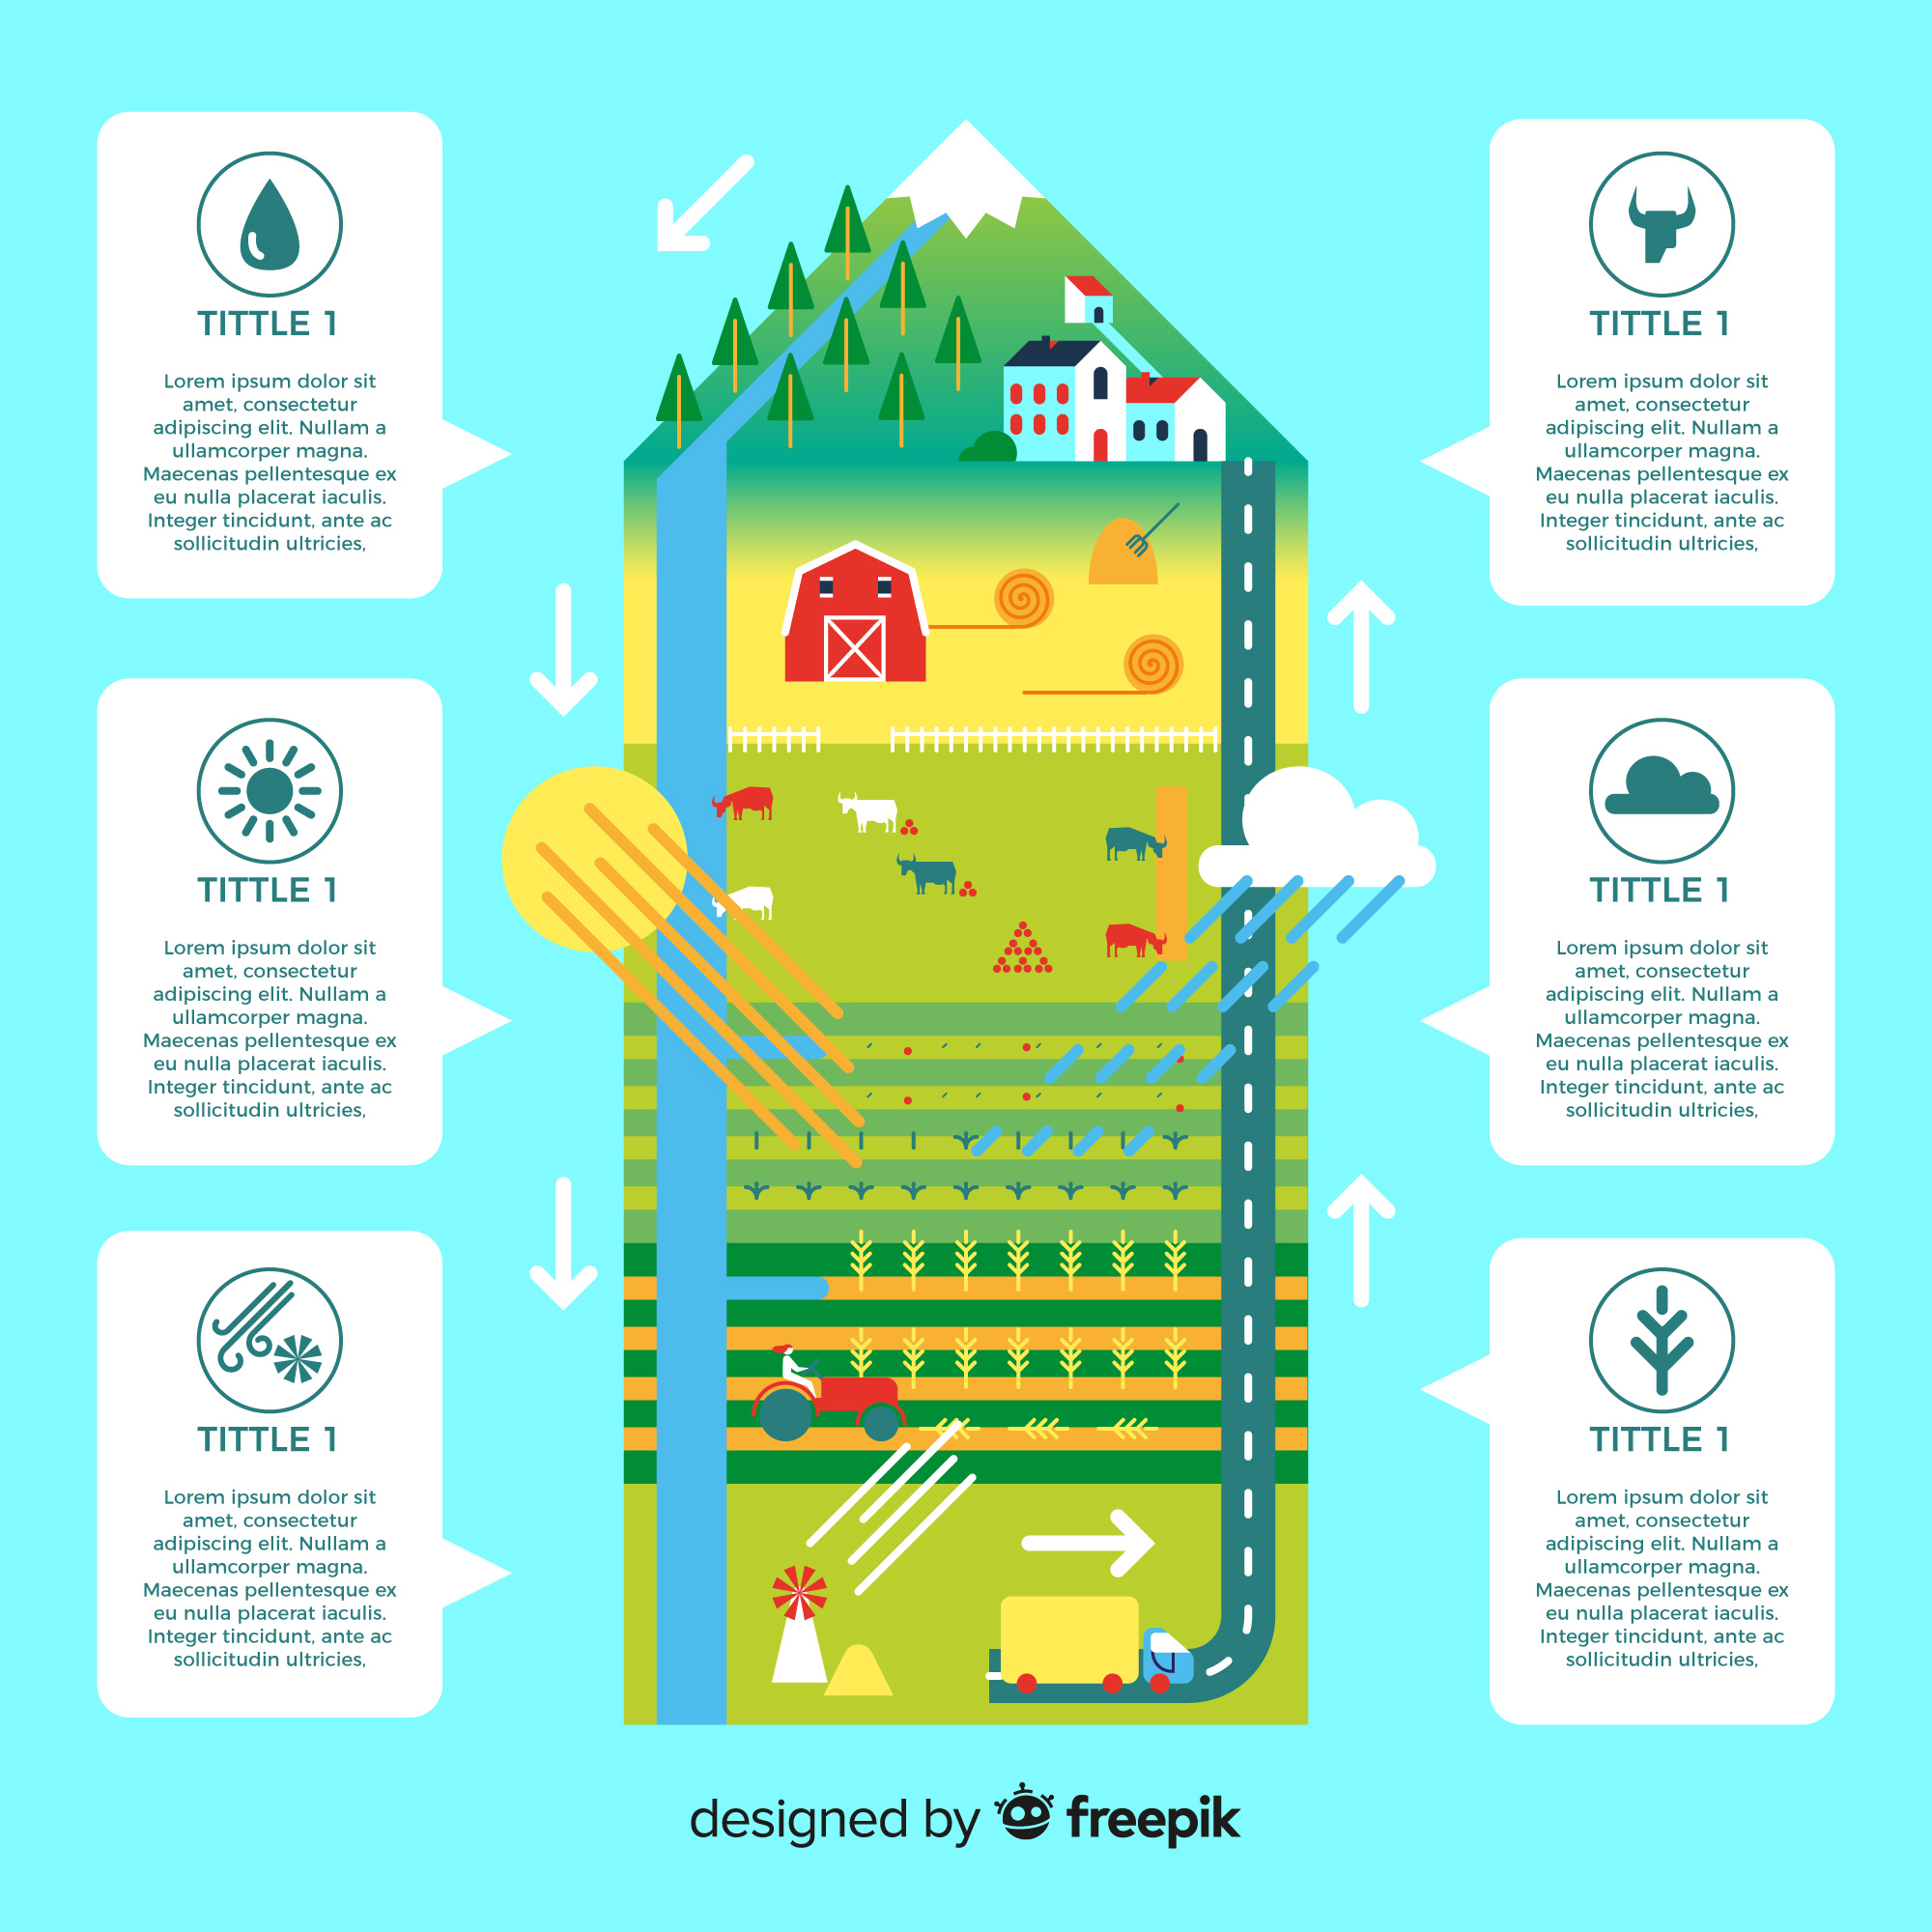 TITTLE 1
Lorem ipsum dolor sit
amet, consectetur
adipiscing elit. Nullam a
ullamcorper magna.
Maecenas pellentesque ex
eu nulla placerat iaculis.
Integer tincidunt, ante ac
sollicitudin ultricies,
TITTLE 1
Lorem ipsum dolor sit
amet, consectetur
adipiscing elit. Nullam a
ullamcorper magna.
Maecenas pellentesque ex
eu nulla placerat iaculis.
Integer tincidunt, ante ac
sollicitudin ultricies,
TITTLE 1
Lorem ipsum dolor sit
amet, consectetur
adipiscing elit. Nullam a
ullamcorper magna.
Maecenas pellentesque ex
eu nulla placerat iaculis.
Integer tincidunt, ante ac
sollicitudin ultricies,
TITTLE 1
Lorem ipsum dolor sit
amet, consectetur
adipiscing elit. Nullam a
ullamcorper magna.
Maecenas pellentesque ex
eu nulla placerat iaculis.
Integer tincidunt, ante ac
sollicitudin ultricies,
TITTLE 1
Lorem ipsum dolor sit
amet, consectetur
adipiscing elit. Nullam a
ullamcorper magna.
Maecenas pellentesque ex
eu nulla placerat iaculis.
Integer tincidunt, ante ac
sollicitudin ultricies,
TITTLE 1
Lorem ipsum dolor sit
amet, consectetur
adipiscing elit. Nullam a
ullamcorper magna.
Maecenas pellentesque ex
eu nulla placerat iaculis.
Integer tincidunt, ante ac
sollicitudin ultricies,
designed by freepik